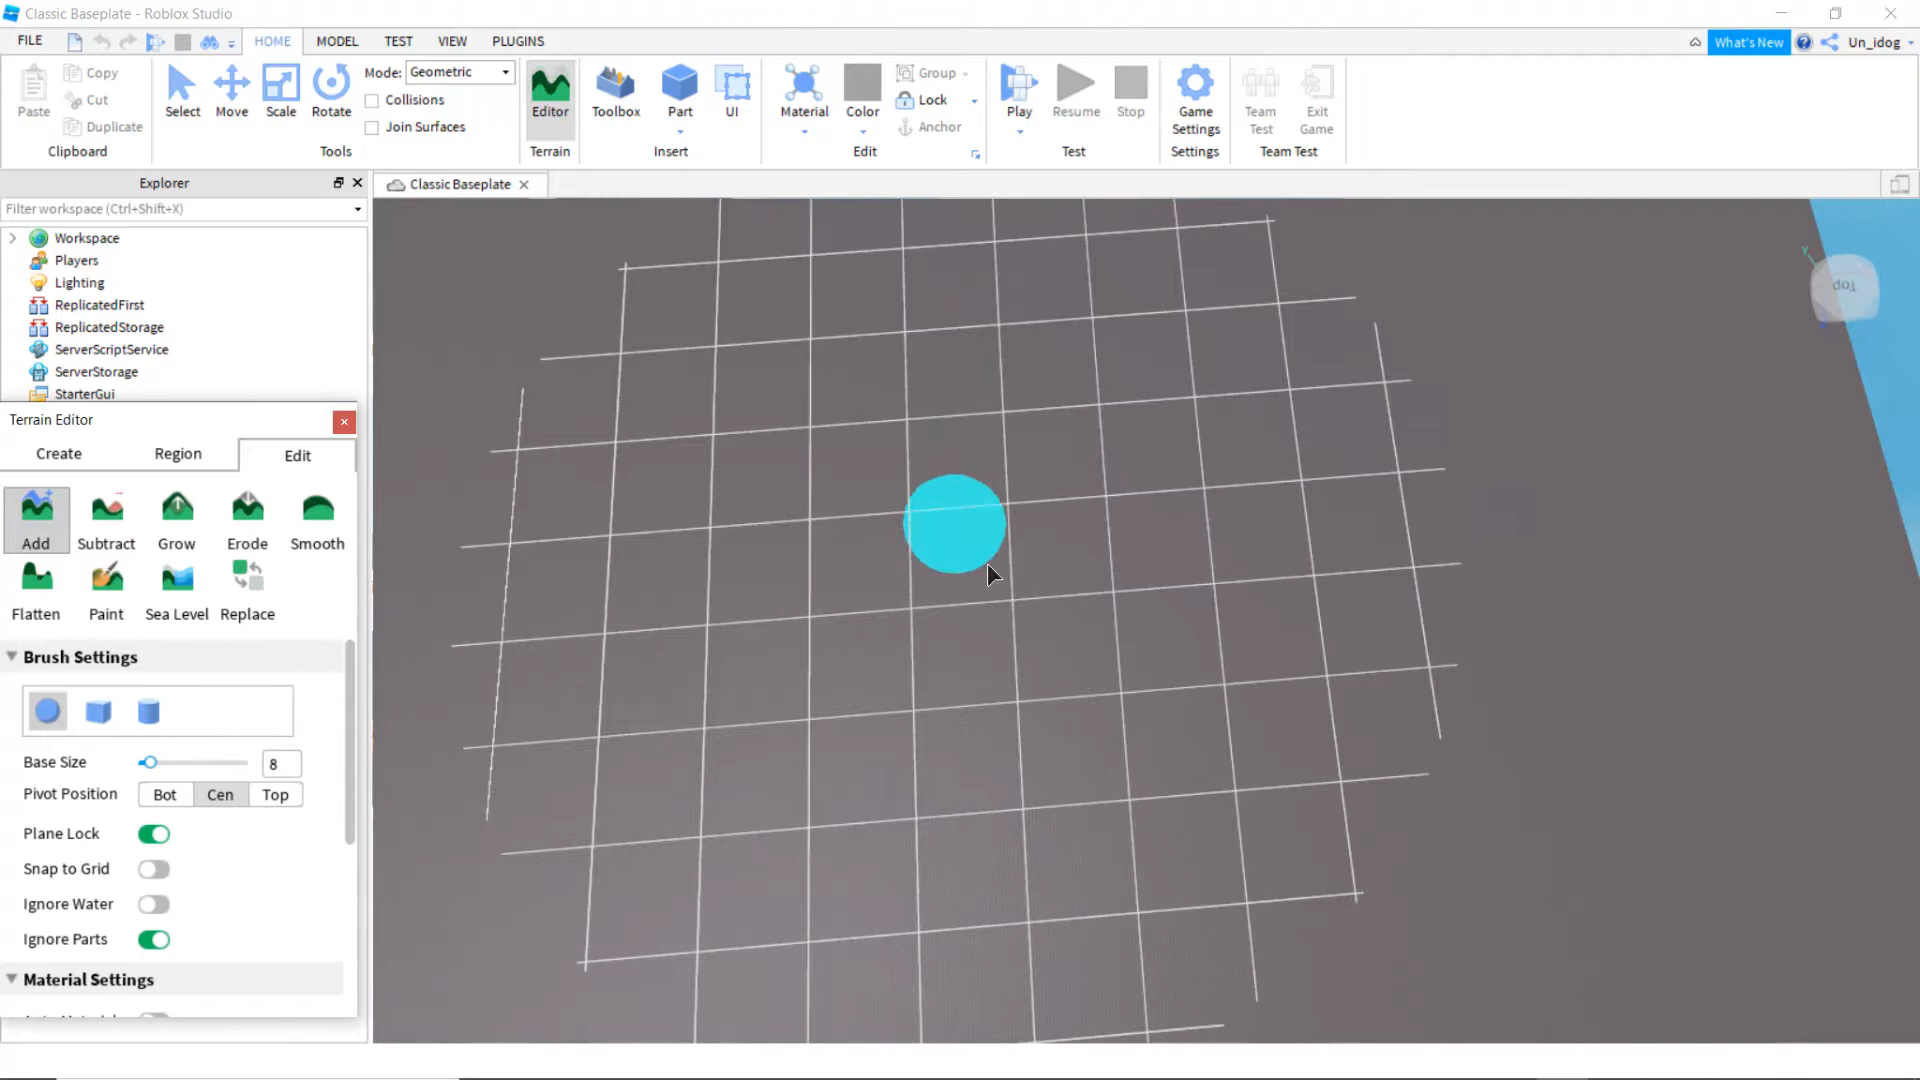 Classic Baseplate - Roblox Studio
FILE HOME MODEL TEST VIEW PLUGINS What's New Un_idog
Paste Copy Cut Duplicate
Select Move Scale Rotate
Mode: Geometric
Collisions
Join Surfaces
Editor Toolbox Part UI
Material Color Group Lock Anchor
Play Resume Stop
Game Settings
Team Test
Exit Game
Clipboard Tools Terrain Insert Edit Test Settings Team Test
Explorer
Classic Baseplate
Filter workspace (Ctrl+Shift+X)
Workspace
Players
Lighting
ReplicatedFirst
ReplicatedStorage
ServerScriptService
ServerStorage
StarterGui
Y
Top
Terrain Editor
Create Region Edit
Add Subtract Grow Erode Smooth
Flatten Paint Sea Level Replace
Brush Settings
Base Size 8
Pivot Position Bot Cen Top
Plane Lock
Snap to Grid
Ignore Water
Ignore Parts
Material Settings